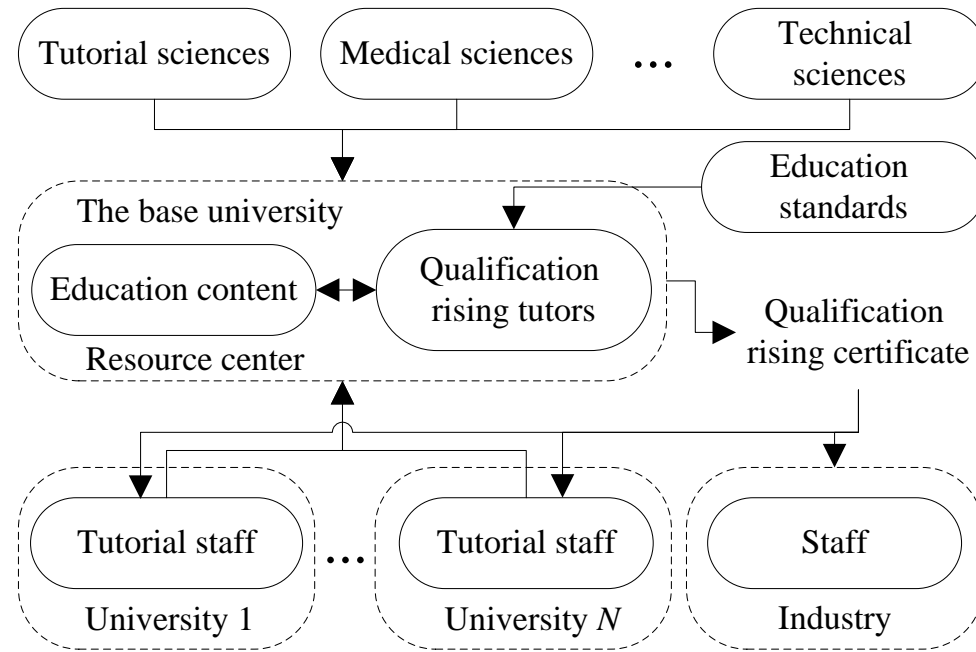 Tutorial sciences
Medical sciences
...
Technical
sciences
Education
standards
The base university
Education content
Qualification
rising tutors
Resource center
Qualification
rising certificate
Tutorial staff
...
Tutorial staff
Staff
University 1
University N
Industry